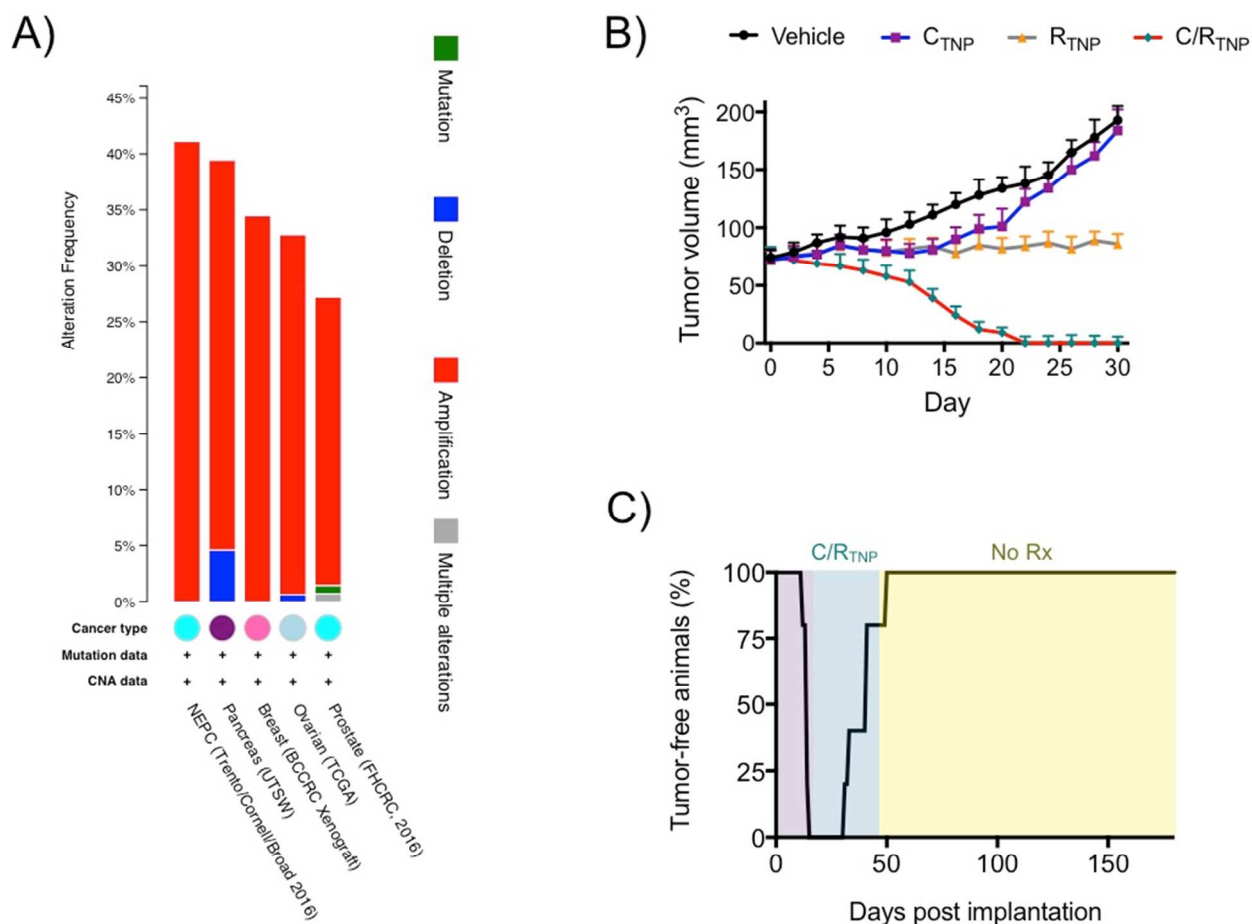 A)
Mutation
Deletion
Amplification
Multiple alterations
Alteration Frequency
45%
40%
35%
30%
25%
20%
15%
10%
5%
0%
Cancer type
Mutation data + + + + +
CNA data + + + + +
NEPC (Trento/Cornell/Broad 2016)
Pancreas (UTSW)
Breast (BCCRC Xenograft)
Ovarian (TCGA)
Prostate (FHCRC, 2016)
B)
Vehicle CTNP RTNP C/RTNP
Tumor volume (mm3)
200
150
100
50
0
0 5 10 15 20 25 30
Day
C)
C/RTNP No Rx
Tumor-free animals (%)
100
75
50
25
0
0 50 100 150
Days post implantation